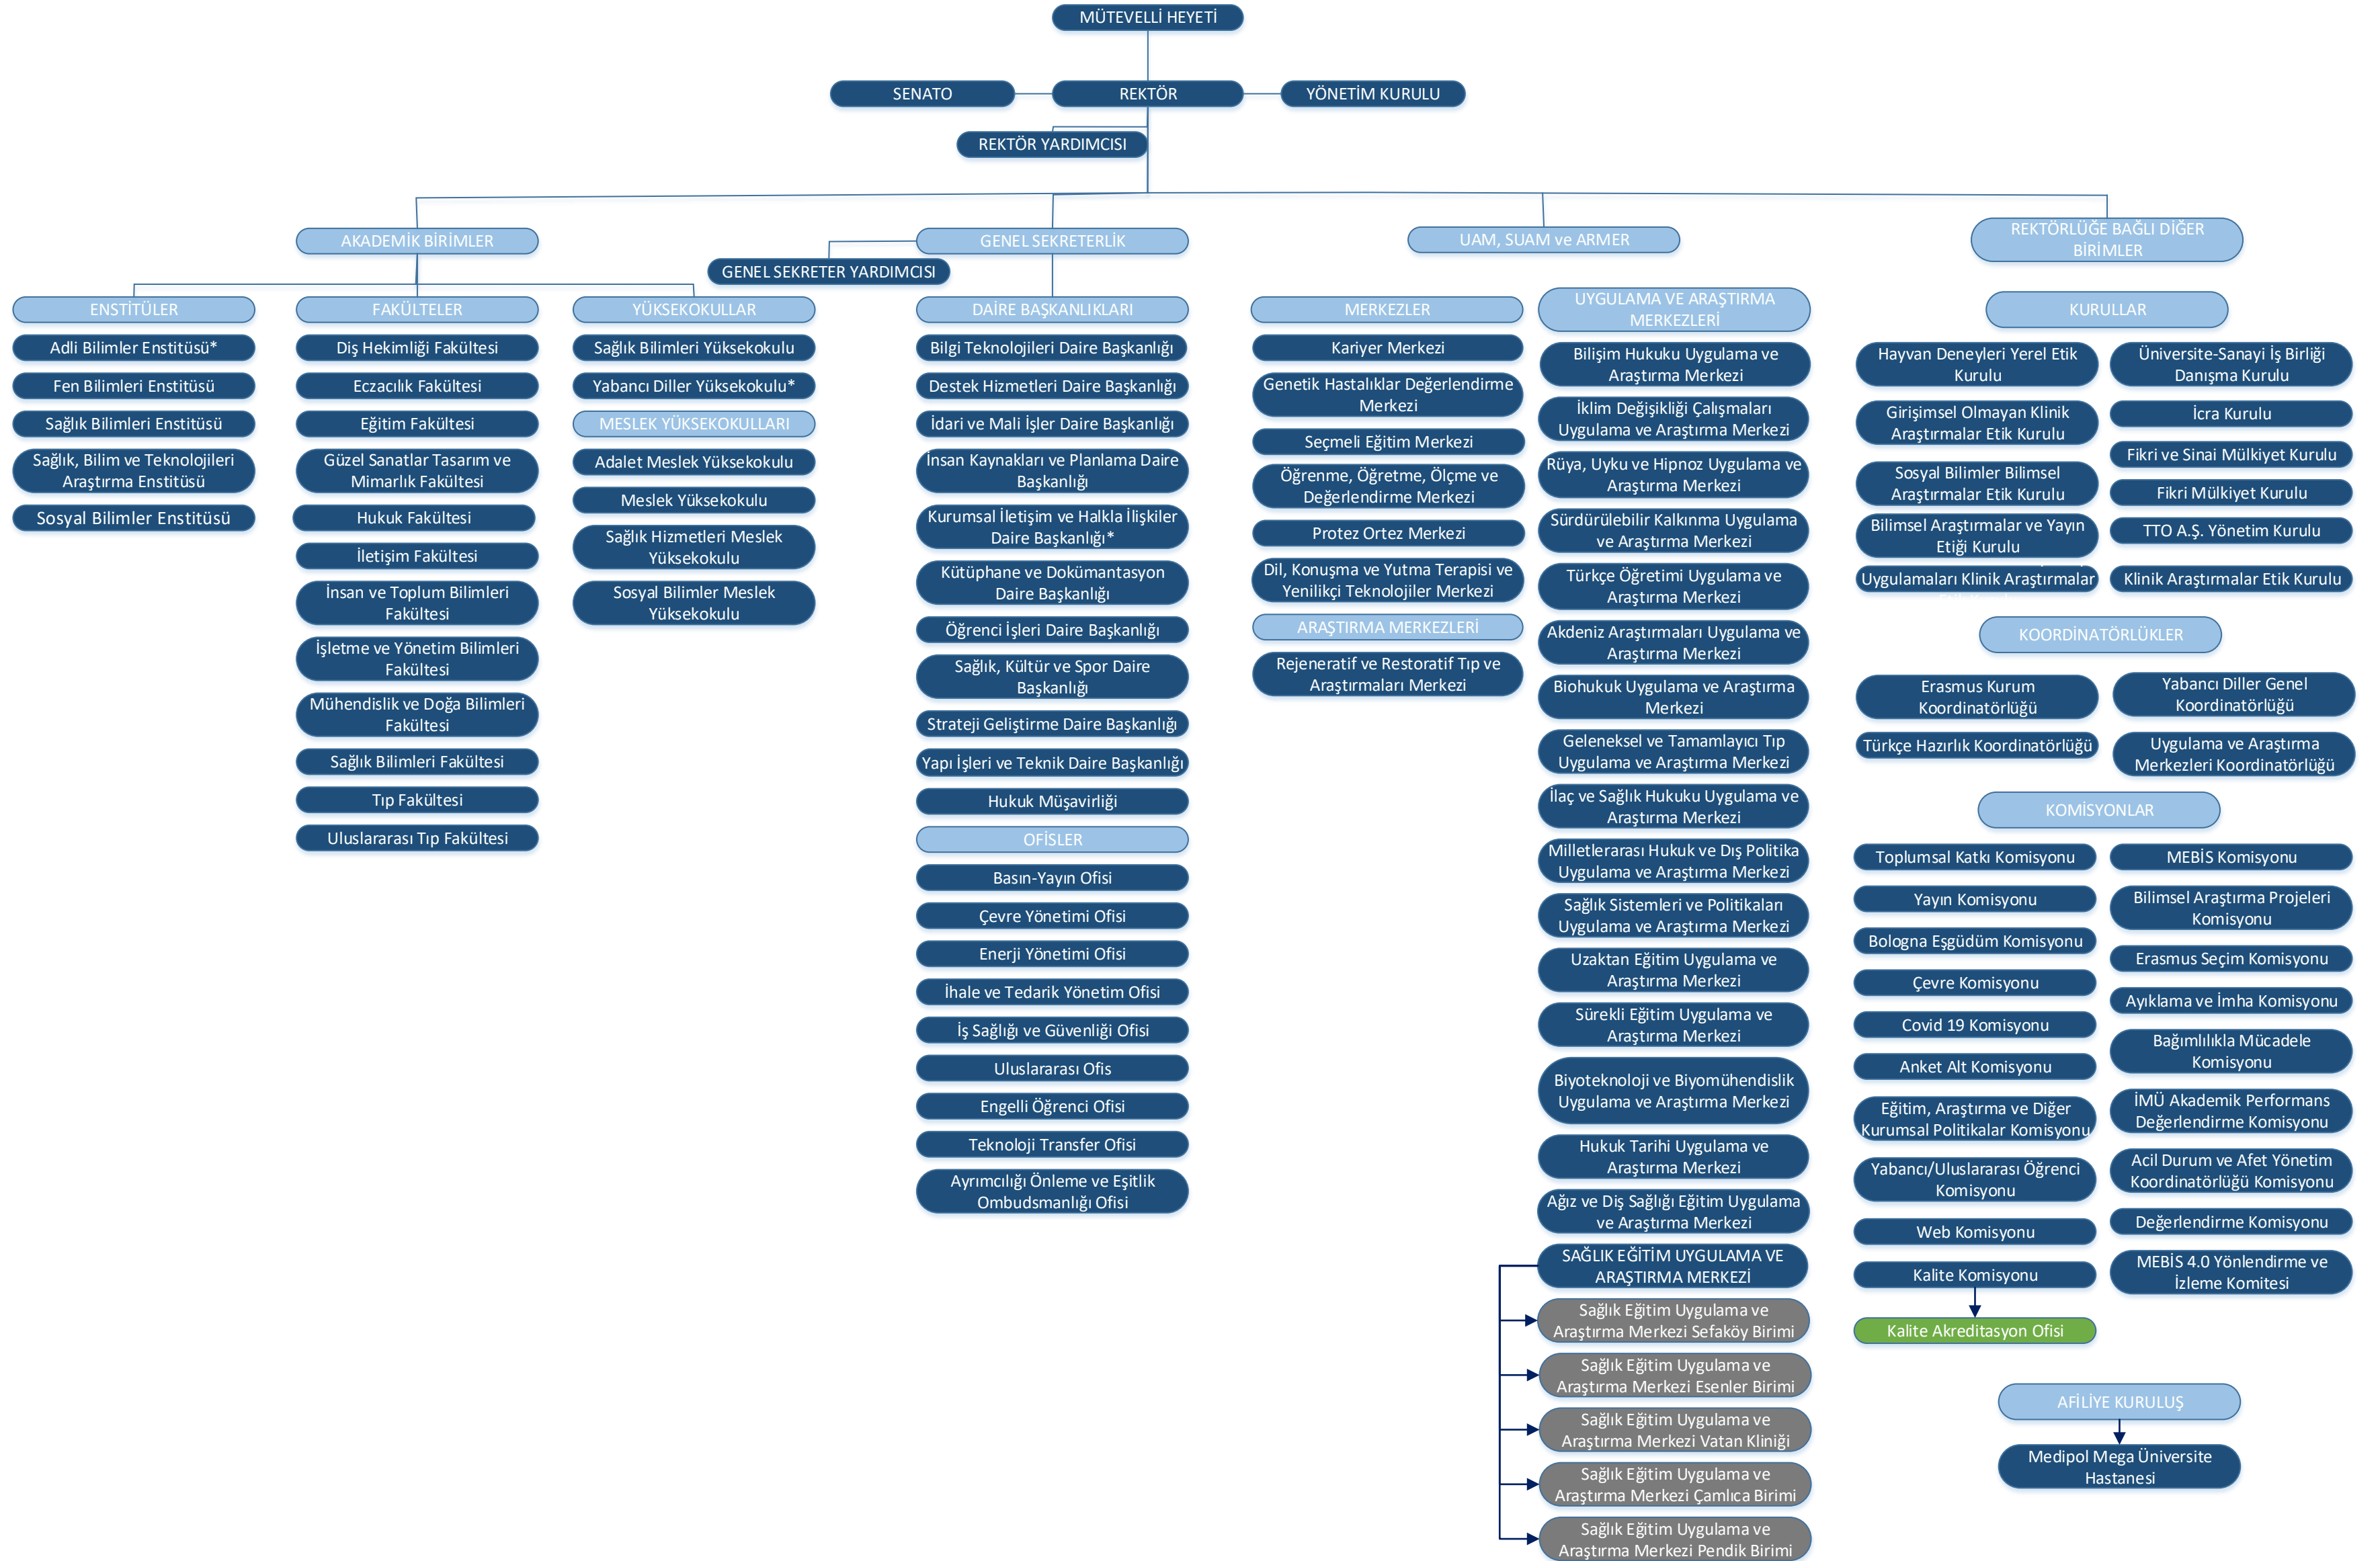 MÜTEVELLİ HEYETİ
SENATO
REKTÖR
YÖNETİM KURULU
REKTÖR YARDIMCISI
AKADEMİK BİRİMLER
GENEL SEKRETERLİK
UAM, SUAM ve ARMER
REKTÖRLÜĞE BAĞLI DİĞER
BİRİMLER
GENEL SEKRETER YARDIMCISI
ENSTİTÜLER
Adli Bilimler Enstitüsü*
Fen Bilimleri Enstitüsü
Sağlık Bilimleri Enstitüsü
Sağlık, Bilim ve Teknolojileri
Araştırma Enstitüsü
Sosyal Bilimler Enstitüsü
FAKÜLTELER
Diş Hekimliği Fakültesi
Eczacılık Fakültesi
Eğitim Fakültesi
Güzel Sanatlar Tasarım ve
Mimarlık Fakültesi
Hukuk Fakültesi
İletişim Fakültesi
İnsan ve Toplum Bilimleri
Fakültesi
İşletme ve Yönetim Bilimleri
Fakültesi
Mühendislik ve Doğa Bilimleri
Fakültesi
Sağlık Bilimleri Fakültesi
Tıp Fakültesi
Uluslararası Tıp Fakültesi
YÜKSEKOKULLAR
Sağlık Bilimleri Yüksekokulu
Yabancı Diller Yüksekokulu*
MESLEK YÜKSEKOKULLARI
Adalet Meslek Yüksekokulu
Meslek Yüksekokulu
Sağlık Hizmetleri Meslek
Yüksekokulu
Sosyal Bilimler Meslek
Yüksekokulu
DAİRE BAŞKANLIKLARI
Bilgi Teknolojileri Daire Başkanlığı
Destek Hizmetleri Daire Başkanlığı
İdari ve Mali İşler Daire Başkanlığı
İnsan Kaynakları ve Planlama Daire
Başkanlığı
Kurumsal İletişim ve Halkla İlişkiler
Daire Başkanlığı*
Kütüphane ve Dokümantasyon
Daire Başkanlığı
Öğrenci İşleri Daire Başkanlığı
Sağlık, Kültür ve Spor Daire
Başkanlığı
Strateji Geliştirme Daire Başkanlığı
Yapı İşleri ve Teknik Daire Başkanlığı
Hukuk Müşavirliği
OFİSLER
Basın-Yayın Ofisi
Çevre Yönetimi Ofisi
Enerji Yönetimi Ofisi
İhale ve Tedarik Yönetim Ofisi
İş Sağlığı ve Güvenliği Ofisi
Uluslararası Ofis
Engelli Öğrenci Ofisi
Teknoloji Transfer Ofisi
Ayrımcılığı Önleme ve Eşitlik
Ombudsmanlığı Ofisi
MERKEZLER
Kariyer Merkezi
Genetik Hastalıklar Değerlendirme
Merkezi
Seçmeli Eğitim Merkezi
Öğrenme, Öğretme, Ölçme ve
Değerlendirme Merkezi
Protez Ortez Merkezi
Dil, Konuşma ve Yutma Terapisi ve
Yenilikçi Teknolojiler Merkezi
ARAŞTIRMA MERKEZLERİ
Rejeneratif ve Restoratif Tıp ve
Araştırmaları Merkezi
UYGULAMA VE ARAŞTIRMA
MERKEZLERİ
Bilişim Hukuku Uygulama ve
Araştırma Merkezi
İklim Değişikliği Çalışmaları
Uygulama ve Araştırma Merkezi
Rüya, Uyku ve Hipnoz Uygulama ve
Araştırma Merkezi
Sürdürülebilir Kalkınma Uygulama
ve Araştırma Merkezi
Türkçe Öğretimi Uygulama ve
Araştırma Merkezi
Akdeniz Araştırmaları Uygulama ve
Araştırma Merkezi
Biohukuk Uygulama ve Araştırma
Merkezi
Geleneksel ve Tamamlayıcı Tıp
Uygulama ve Araştırma Merkezi
İlaç ve Sağlık Hukuku Uygulama ve
Araştırma Merkezi
Milletlerarası Hukuk ve Dış Politika
Uygulama ve Araştırma Merkezi
Sağlık Sistemleri ve Politikaları
Uygulama ve Araştırma Merkezi
Uzaktan Eğitim Uygulama ve
Araştırma Merkezi
Sürekli Eğitim Uygulama ve
Araştırma Merkezi
Biyoteknoloji ve Biyomühendislik
Uygulama ve Araştırma Merkezi
Hukuk Tarihi Uygulama ve
Araştırma Merkezi
Ağız ve Diş Sağlığı Eğitim Uygulama
ve Araştırma Merkezi
SAĞLIK EĞİTİM UYGULAMA VE
ARAŞTIRMA MERKEZİ
Sağlık Eğitim Uygulama ve
Araştırma Merkezi Sefaköy Birimi
Sağlık Eğitim Uygulama ve
Araştırma Merkezi Esenler Birimi
Sağlık Eğitim Uygulama ve
Araştırma Merkezi Vatan Kliniği
Sağlık Eğitim Uygulama ve
Araştırma Merkezi Çamlıca Birimi
Sağlık Eğitim Uygulama ve
Araştırma Merkezi Pendik Birimi
KURULLAR
Hayvan Deneyleri Yerel Etik
Kurulu
Girişimsel Olmayan Klinik
Araştırmalar Etik Kurulu
Sosyal Bilimler Bilimsel
Araştırmalar Etik Kurulu
Bilimsel Araştırmalar ve Yayın
Etiği Kurulu
Uygulamaları Klinik Araştırmalar
Üniversite-Sanayi İş Birliği
Danışma Kurulu
İcra Kurulu
Fikri ve Sinai Mülkiyet Kurulu
Fikri Mülkiyet Kurulu
TTO A.Ş. Yönetim Kurulu
Klinik Araştırmalar Etik Kurulu
KOORDİNATÖRLÜKLER
Erasmus Kurum
Koordinatörlüğü
Türkçe Hazırlık Koordinatörlüğü
Yabancı Diller Genel
Koordinatörlüğü
Uygulama ve Araştırma
Merkezleri Koordinatörlüğü
KOMİSYONLAR
Toplumsal Katkı Komisyonu
Yayın Komisyonu
Bologna Eşgüdüm Komisyonu
Çevre Komisyonu
Covid 19 Komisyonu
Anket Alt Komisyonu
Eğitim, Araştırma ve Diğer
Kurumsal Politikalar Komisyonu
Yabancı/Uluslararası Öğrenci
Komisyonu
Web Komisyonu
Kalite Komisyonu
Kalite Akreditasyon Ofisi
MEBİS Komisyonu
Bilimsel Araştırma Projeleri
Komisyonu
Erasmus Seçim Komisyonu
Ayıklama ve İmha Komisyonu
Bağımlılıkla Mücadele
Komisyonu
İMÜ Akademik Performans
Değerlendirme Komisyonu
Acil Durum ve Afet Yönetim
Koordinatörlüğü Komisyonu
Değerlendirme Komisyonu
MEBİS 4.0 Yönlendirme ve
İzleme Komitesi
AFİLİYE KURULUŞ
Medipol Mega Üniversite
Hastanesi